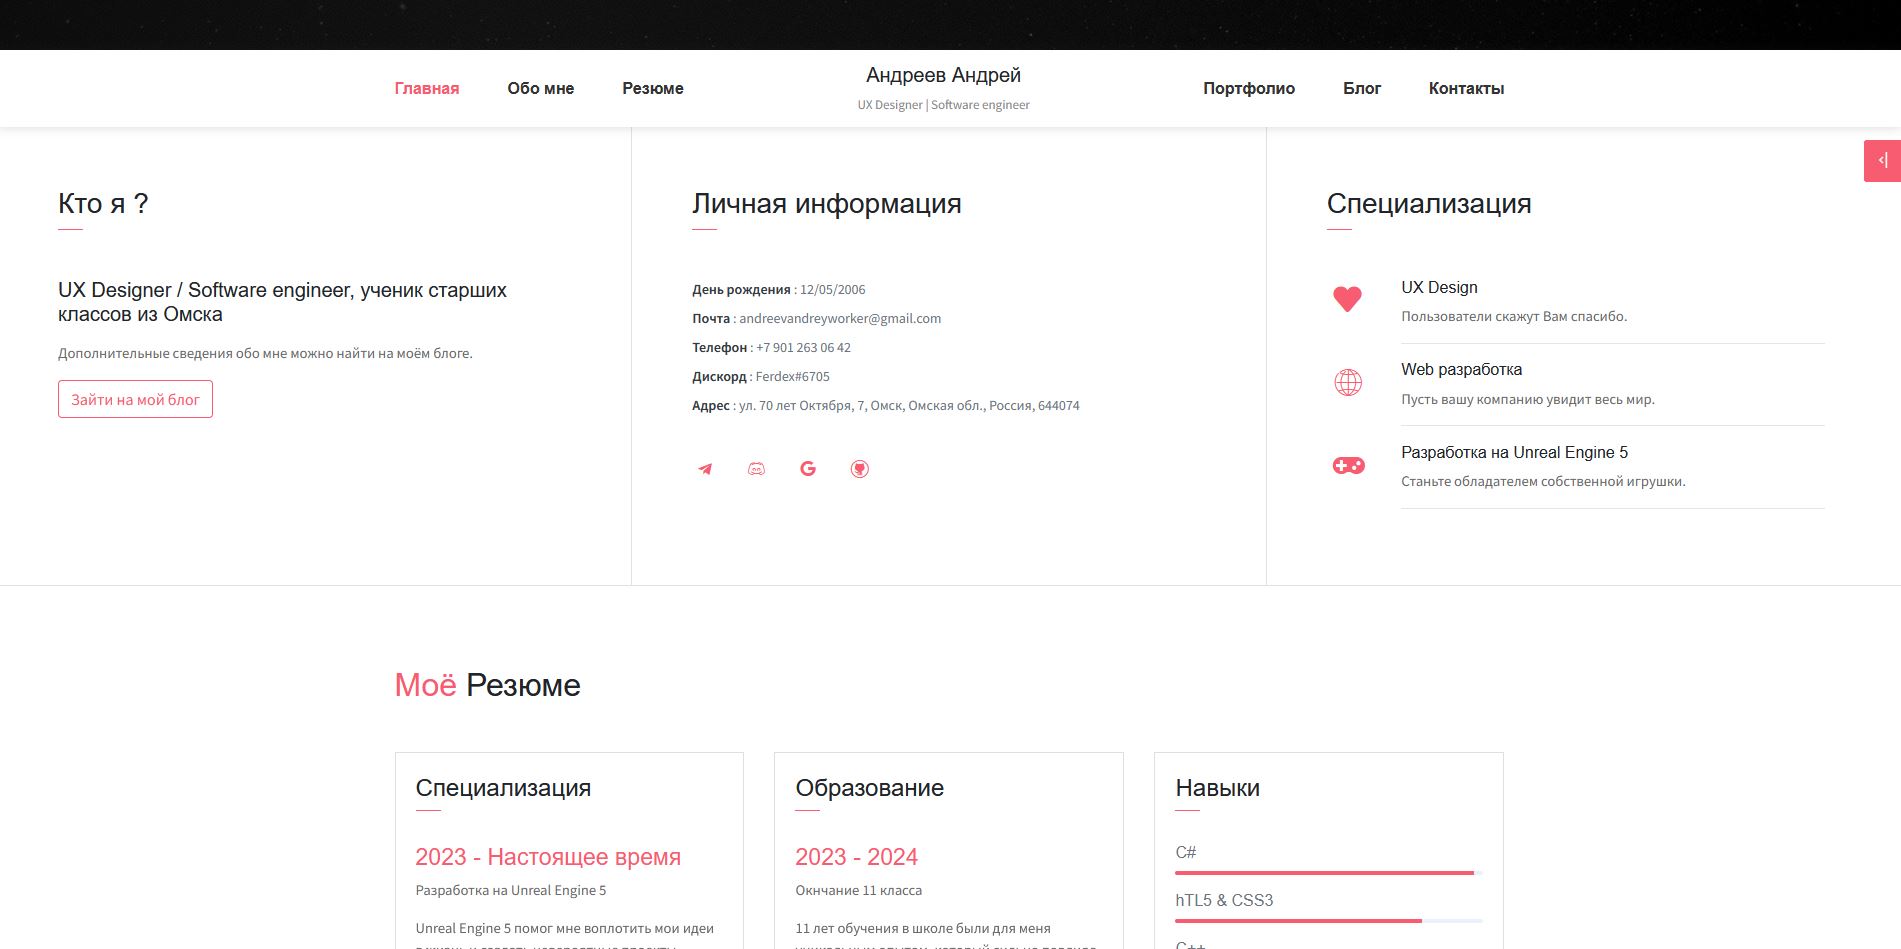 Главная Обо мне Резюме
Андреев Андрей
UX Designer | Software engineer
Портфолио Блог Контакты
Кто я ?
UX Designer / Software engineer, ученик старших
классов из Омска
Дополнительные сведения обо мне можно найти на моём блоге.
Зайти на мой блог
Личная информация
День рождения : 12/05/2006
Почта : andreevandreyworker@gmail.com
Телефон : +7 901 263 06 42
Дискорд : Ferdex#6705
Адрес : ул. 70 лет Октября, 7, Омск, Омская обл., Россия, 644074
Специализация
UX Design
Пользователи скажут Вам спасибо.
Web разработка
Пусть вашу компанию увидит весь мир.
Разработка на Unreal Engine 5
Станьте обладателем собственной игрушки.
Моё Резюме
Специализация
2023 - Настоящее время
Разработка на Unreal Engine 5
Unreal Engine 5 помог мне воплотить мои идеи
Образование
2023 - 2024
Окнчание 11 класса
11 лет обучения в школе были для меня
Навыки
C#
hTL5 & CSS3
C++